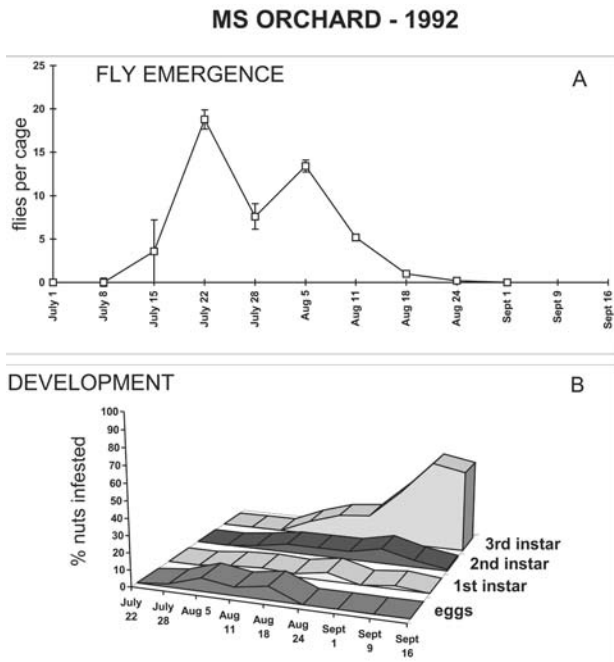 MS ORCHARD - 1992
FLY EMERGENCE
A
flies per cage
25
20
15
10
5
0
July 1
July 8
July 15
July 22
July 28
Aug 5
Aug 11
Aug 18
Aug 24
Sept 1
Sept 9
Sept 16
DEVELOPMENT
B
% nuts infested
100
90
80
70
60
50
40
30
20
10
0
3rd instar
2nd instar
1st instar
eggs
July 22
July 28
Aug 5
Aug 11
Aug 18
Aug 24
Sept 1
Sept 9
Sept 16